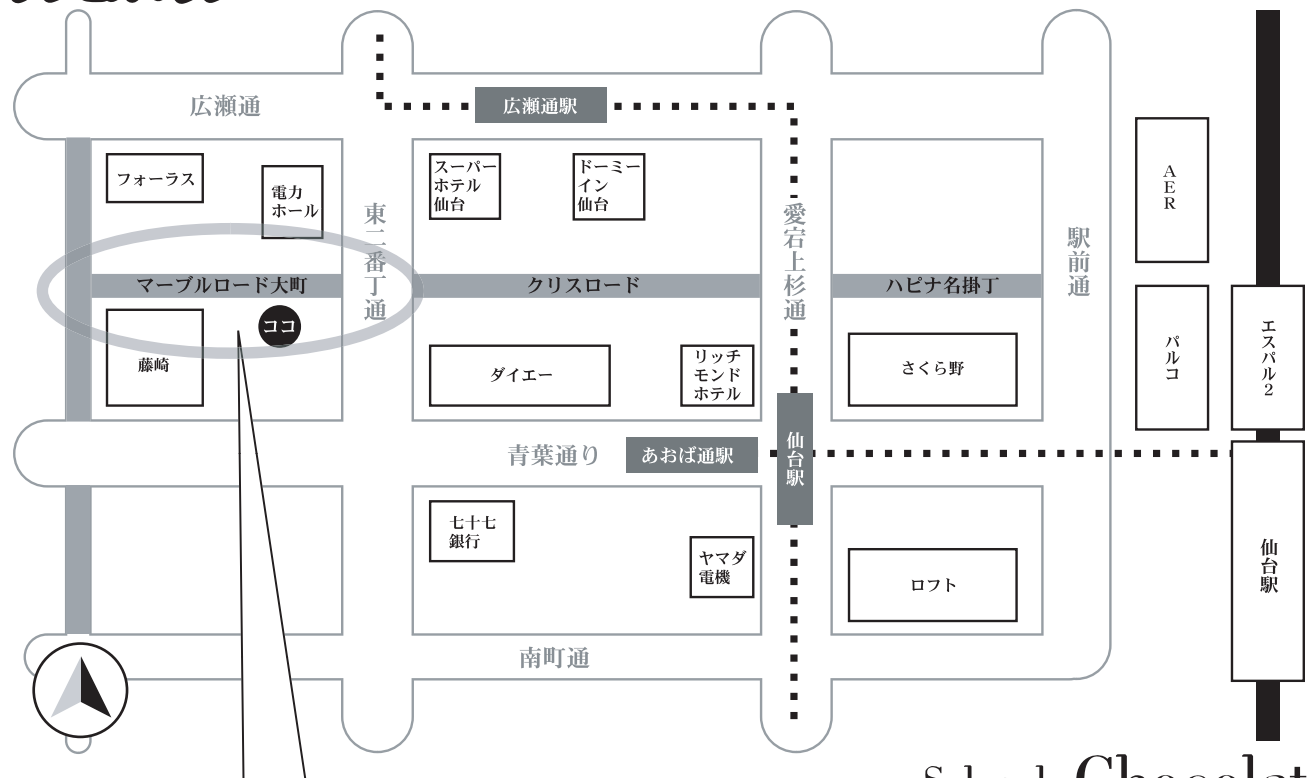 広瀬通
広瀬通駅
フォーラス
電力
ホール
東二番丁通
スーパー
ホテル
仙台
ドーミー
イン
仙台
愛宕上杉通
駅前通
AER
マーブルロード大町
クリスロード
ハピナ名掛丁
ココ
藤崎
ダイエー
リッチ
モンド
ホテル
さくら野
パルコ
エスパル2
青葉通り
あおば通駅
仙台駅
七十七
銀行
ヤマダ
電機
ロフト
仙台駅
南町通